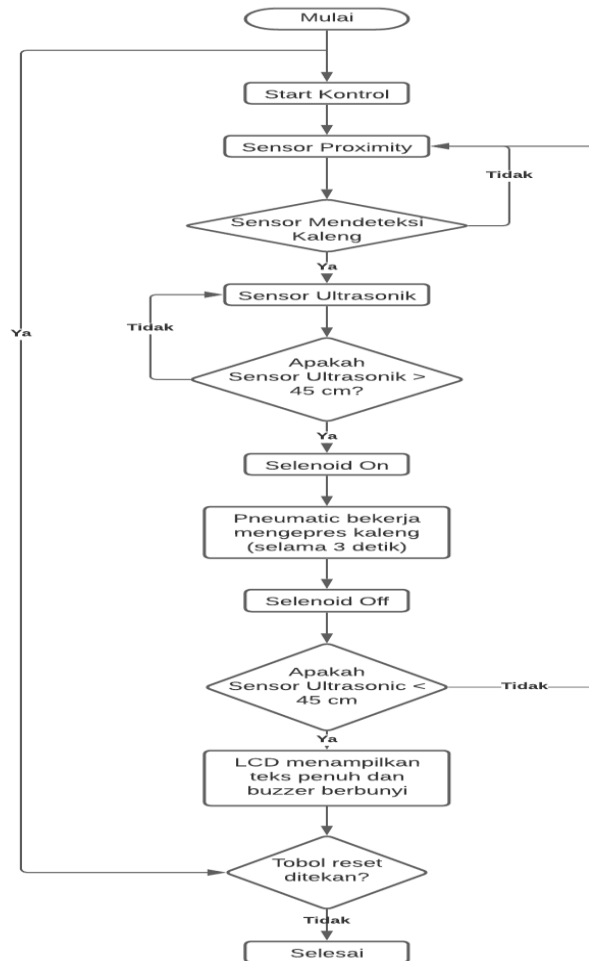 Mulai
Start Kontrol
Sensor Proximity
Tidak
Sensor Mendeteksi
Kaleng
Ya
Sensor Ultrasonik
Tidak
Ya
Apakah
Sensor Ultrasonik >
45 cm?
Ya
Selenoid On
Pneumatic bekerja
mengepres kaleng
(selama 3 detik)
Selenoid Off
Apakah
Sensor Ultrasonic <
45 cm
Tidak
Ya
LCD menampilkan
teks penuh dan
buzzer berbunyi
Tobol reset
ditekan?
Tidak
Selesai